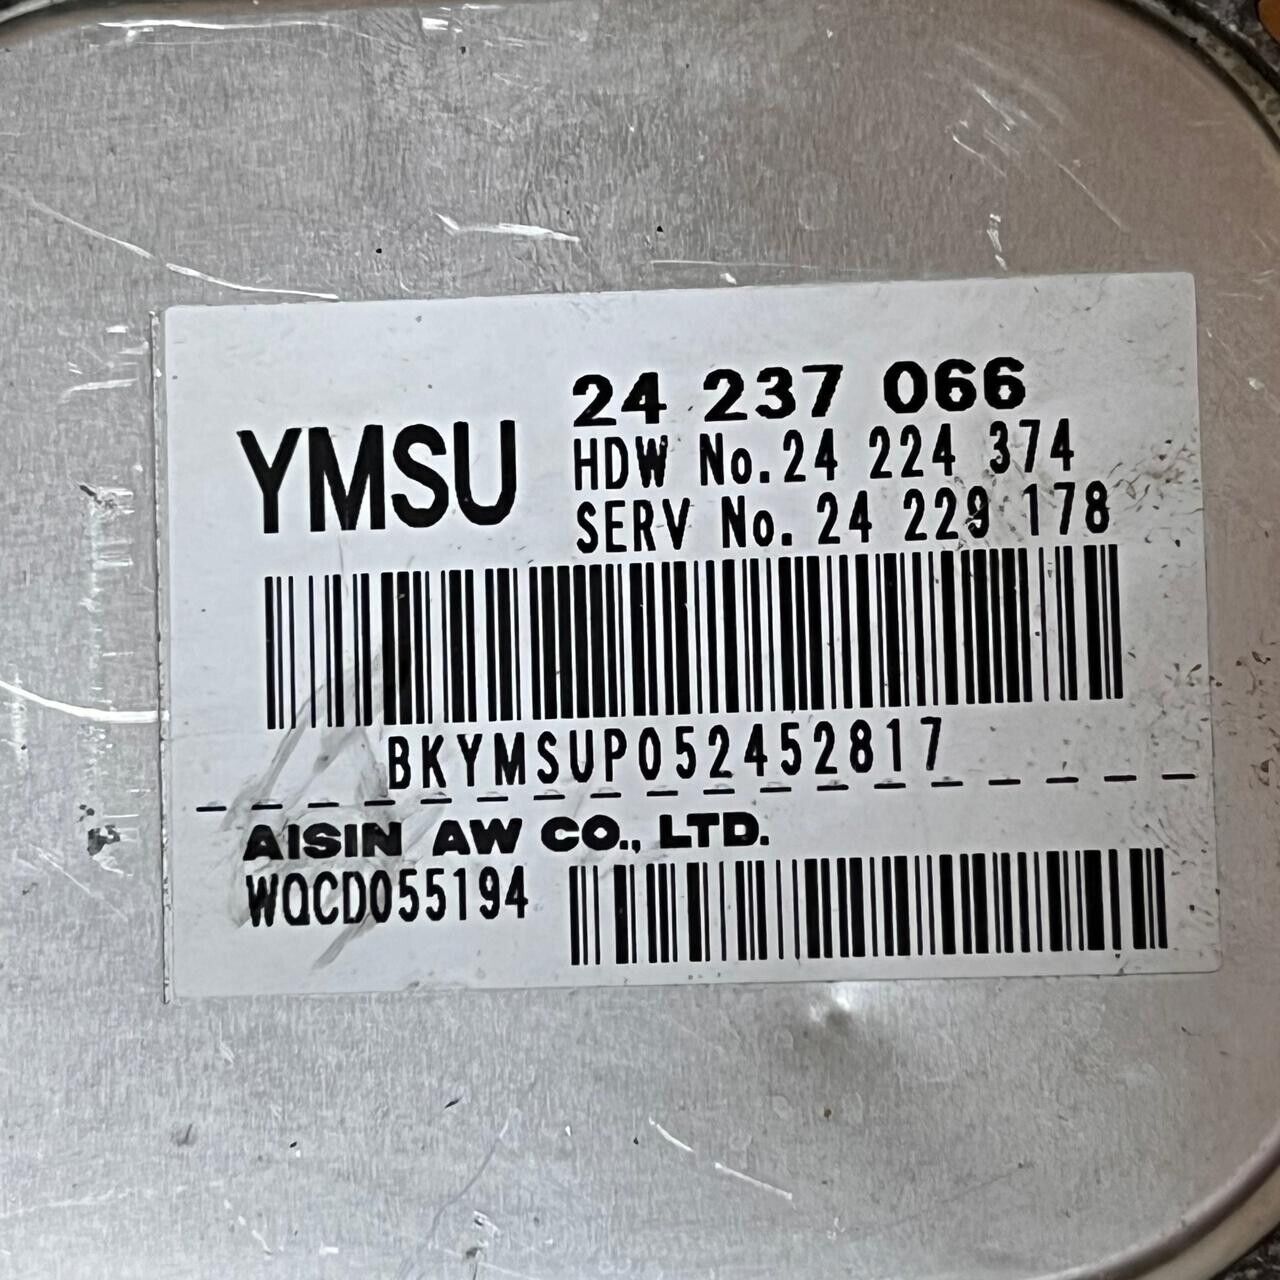 YMSU
24 237 066
HDW No.24 224 374
SERV No. 24 229 178
BKYMSUP052452817
AISIN AW CO., LTD.
WQCD055194